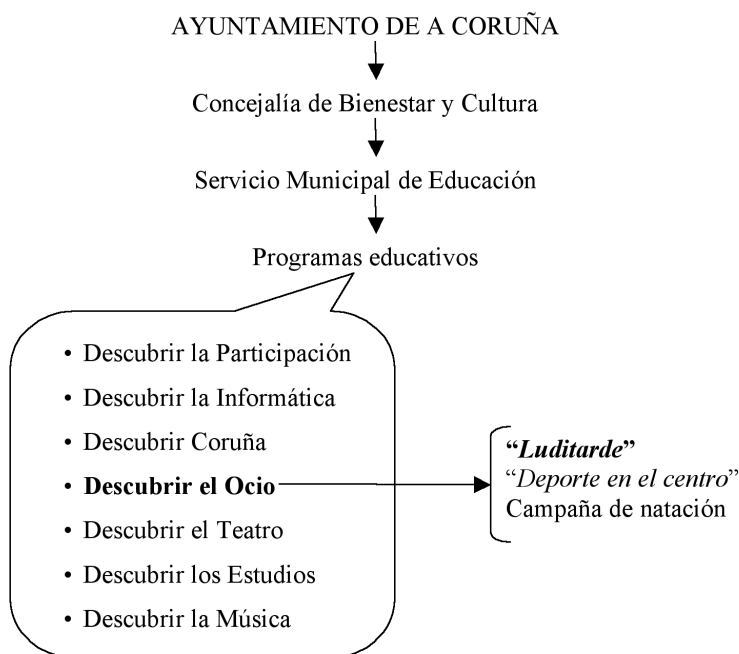 AYUNTAMIENTO DE A CORUÑA
Concejalía de Bienestar y Cultura
Servicio Municipal de Educación
Programas educativos
• Descubrir la Participación
• Descubrir la Informática
• Descubrir Coruña
• Descubrir el Ocio
• Descubrir el Teatro
• Descubrir los Estudios
• Descubrir la Música
“Luditarde”
“Deporte en el centro”
Campaña de natación